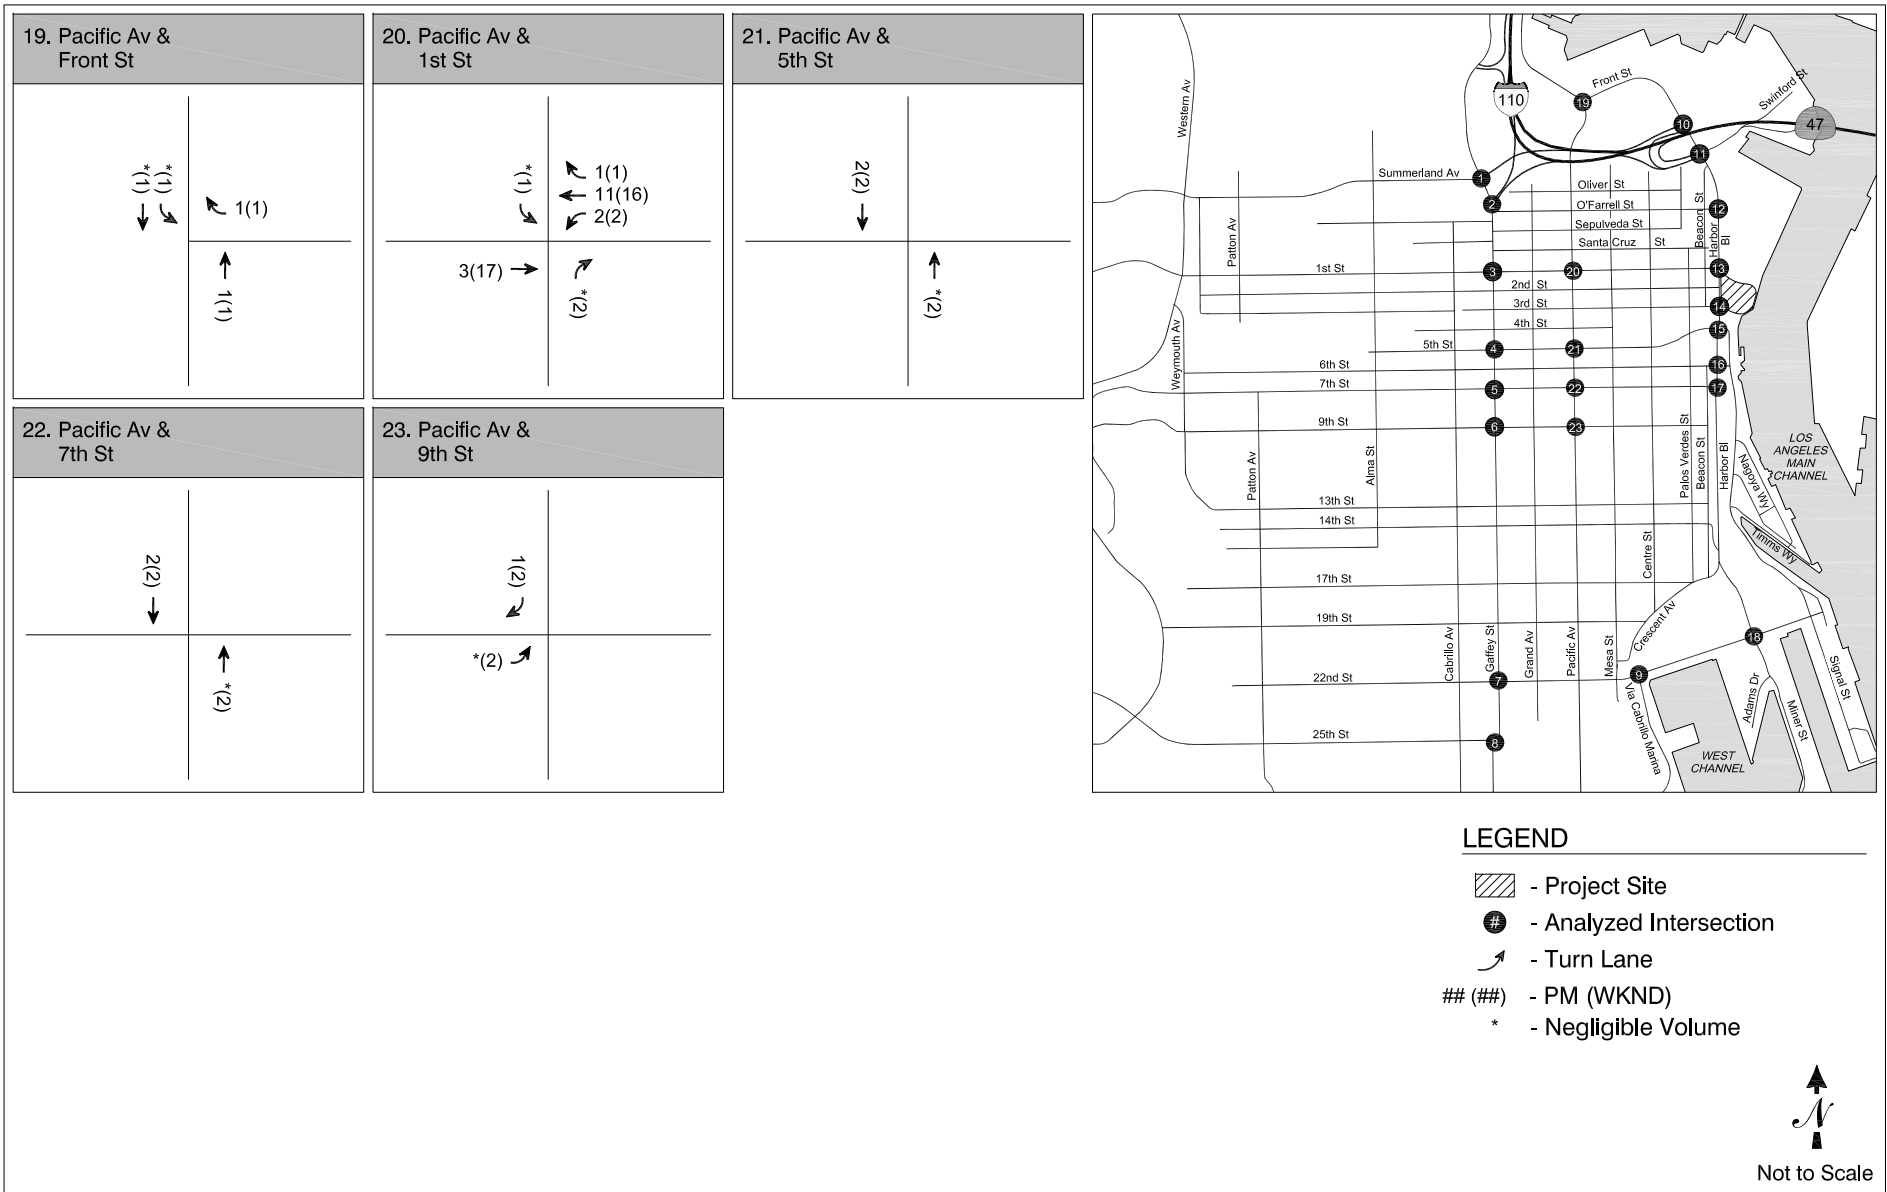 19. Pacific Av &
Front St
*(1)
*(1)
1(1)
1(1)
20. Pacific Av &
1st St
*(1)
1(1)
11(16)
2(2)
3(17)
*(2)
21. Pacific Av &
5th St
2(2)
*(2)
22. Pacific Av &
7th St
2(2)
*(2)
23. Pacific Av &
9th St
1(2)
*(2)
Western Av
110
Front St
19
Swinford St
10
47
11
Summerland Av
1
Oliver St
2
O'Farrell St
12
Beacon St
Harbor Bl
Sepulveda St
Santa Cruz St
Patton Av
1st St
3
20
13
2nd St
3rd St
14
4th St
15
Weymouth Av
5th St
4
21
6th St
16
7th St
5
22
17
9th St
6
23
Patton Av
Alma St
Palos Verdes St
Beacon St
Harbor Bl
Nagoya Wy
LOS
ANGELES
MAIN
CHANNEL
13th St
14th St
Timms Wy
Centre St
17th St
19th St
Crescent Av
18
Cabrillo Av
Gaffey St
Grand Av
Pacific Av
Mesa St
22nd St
7
9
Via Cabrillo Marina
Adams Dr
Miner St
Signal St
25th St
8
WEST
CHANNEL
LEGEND
- Project Site
# - Analyzed Intersection
- Turn Lane
## (##) - PM (WKND)
* - Negligible Volume
N
Not to Scale